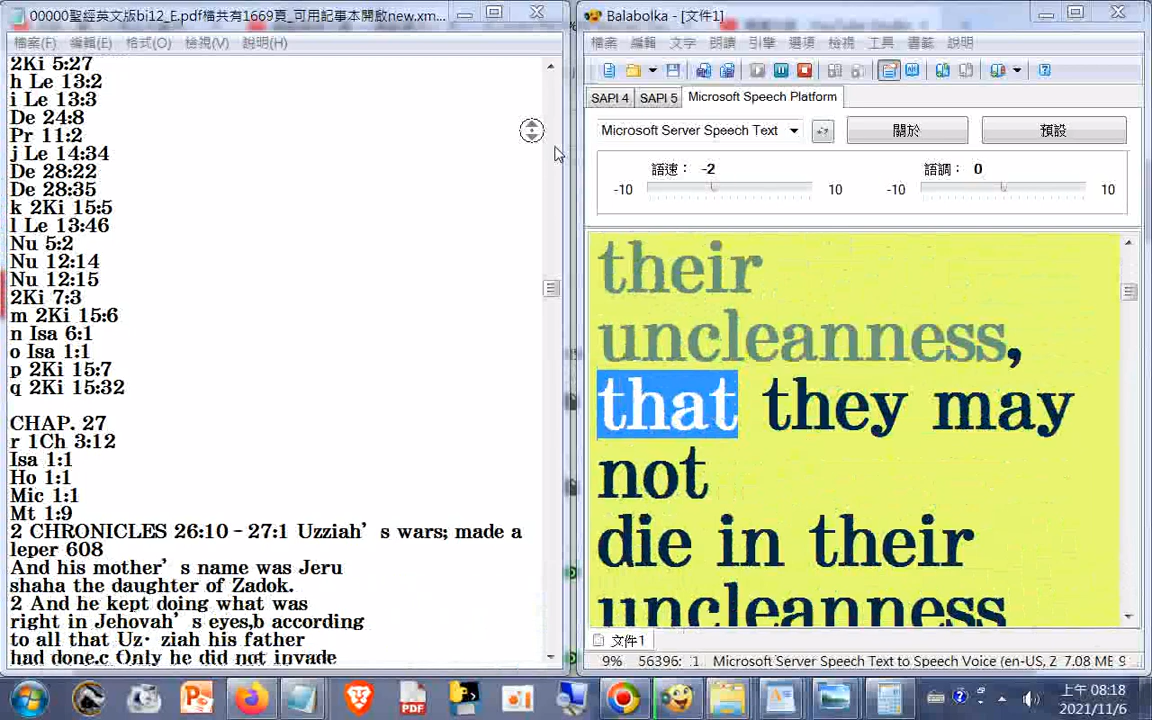 00000聖經英文版bi12_E.pdf檔共有1669頁_可用記事本開啟new.xm...
檔案(F) 編輯(E) 格式(O) 檢視(V) 說明(H)
2Ki 5:27
h Le 13:2
i Le 13:3
De 24:8
Pr 11:2
j Le 14:34
De 28:22
De 28:35
k 2Ki 15:5
l Le 13:46
Nu 5:2
Nu 12:14
Nu 12:15
2Ki 7:3
m 2Ki 15:6
n Isa 6:1
o Isa 1:1
p 2Ki 15:7
q 2Ki 15:32
CHAP. 27
r 1Ch 3:12
Isa 1:1
Ho 1:1
Mic 1:1
Mt 1:9
2 CHRONICLES 26:10–27:1 Uzziah’s wars; made a
leper 608
And his mother’s name was Jeru
shaha the daughter of Zadok.
2 And he kept doing what was
right in Jehovah’s eyes,b according
to all that Uz·ziah his father
had done.c Only he did not invade
Balabolka - [文件1]
檔案 編輯 文字 朗讀 引擎 選項 檢視 工具 書籤 說明
SAPI 4 SAPI 5 Microsoft Speech Platform
Microsoft Server Speech Text 關於 預設
語速： -2 語調： 0
-10 10 -10 10
their
uncleanness,
that they may
not
die in their
uncleanness
文件1
9% 56396: 1 Microsoft Server Speech Text to Speech Voice (en-US, Z 7.08 MB 9
PDF
上午 08:18
2021/11/6